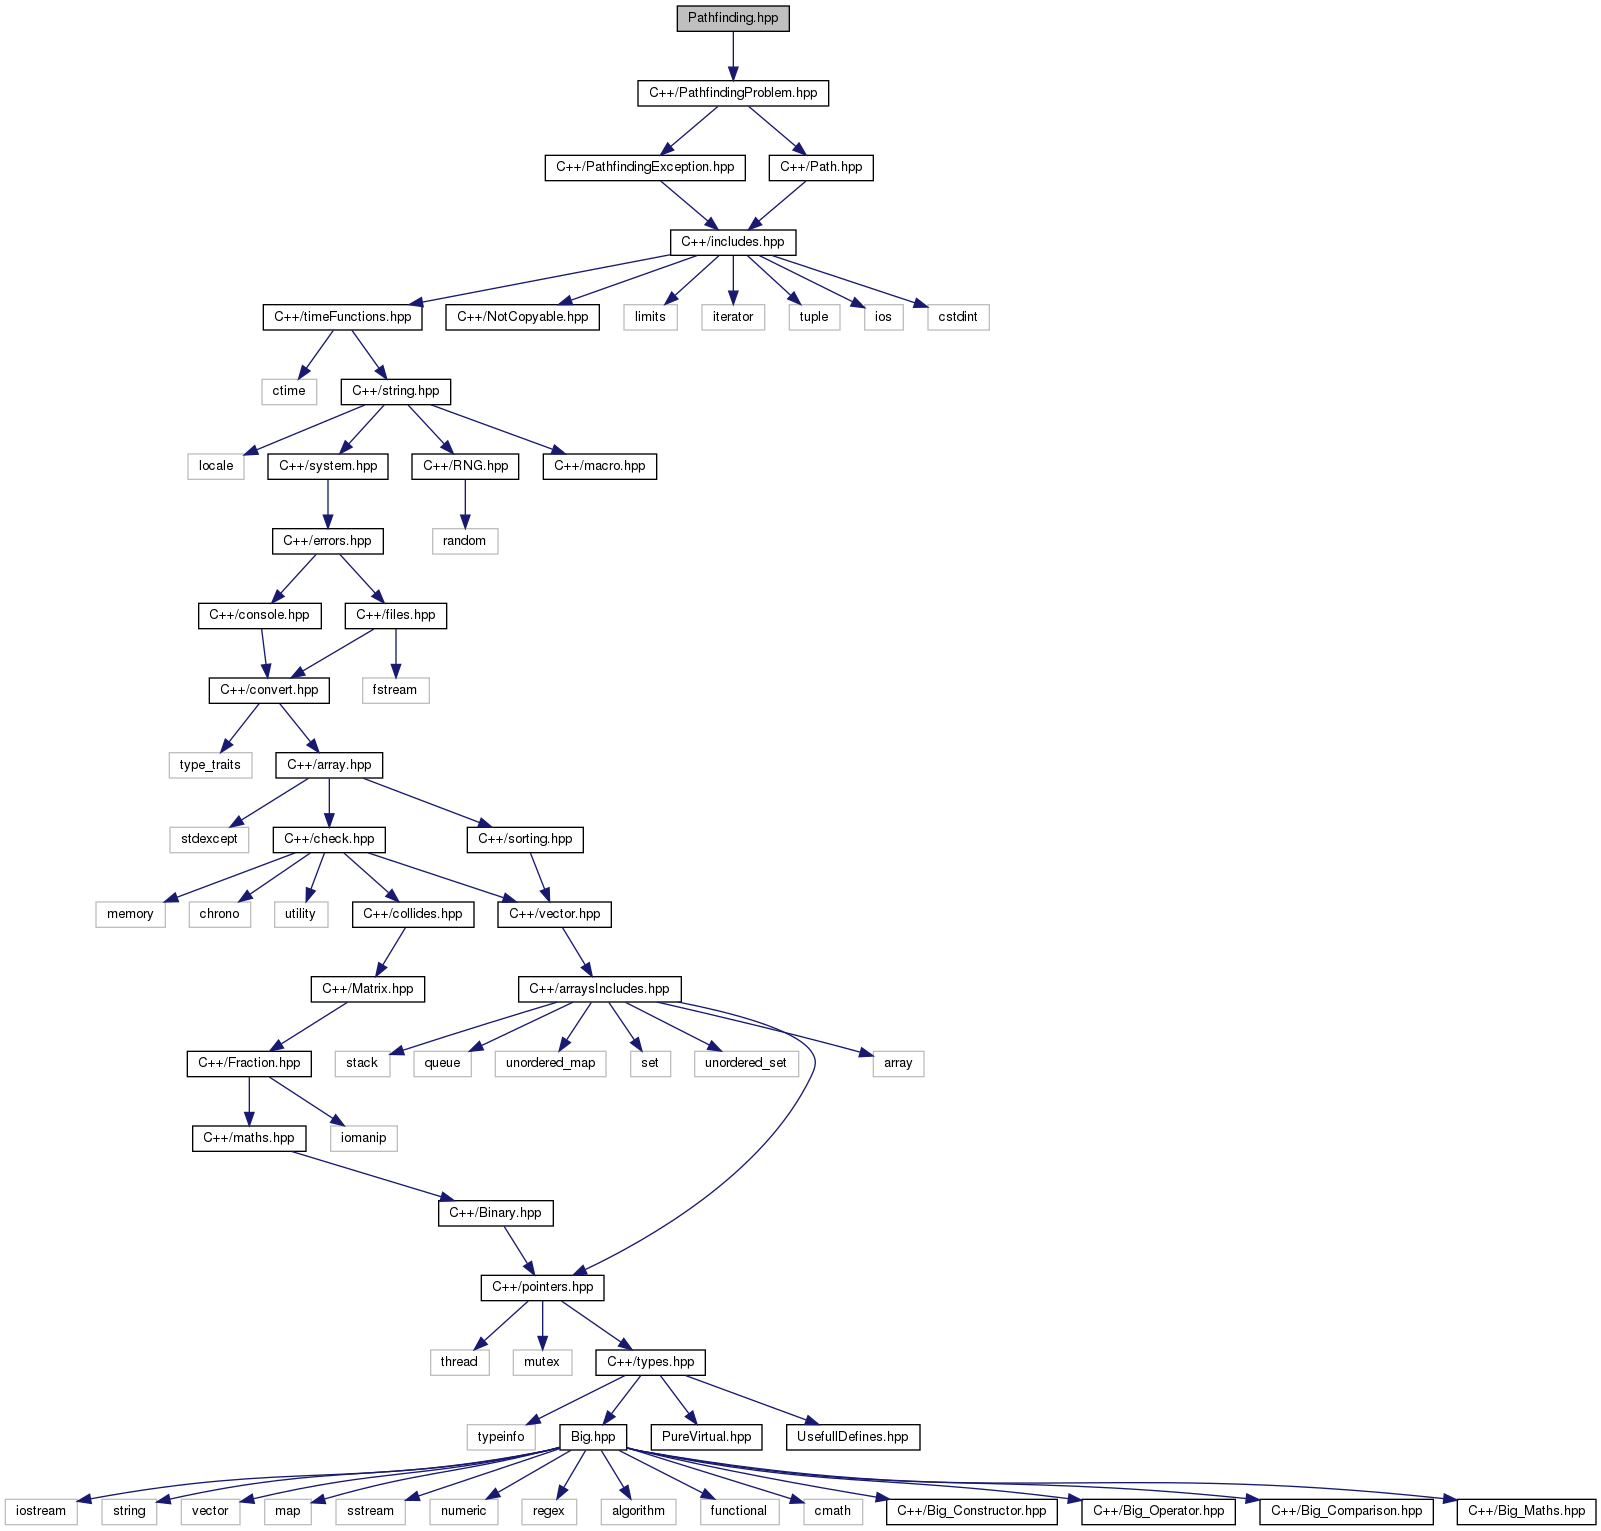 Pathfinding.hpp
C++/PathfindingProblem.hpp
C++/PathfindingException.hpp
C++/Path.hpp
C++/includes.hpp
C++/timeFunctions.hpp
C++/NotCopyable.hpp
limits
iterator
tuple
ios
cstdint
ctime
C++/string.hpp
locale
C++/system.hpp
C++/RNG.hpp
C++/macro.hpp
C++/errors.hpp
random
C++/console.hpp
C++/files.hpp
C++/convert.hpp
fstream
type_traits
C++/array.hpp
stdexcept
C++/check.hpp
C++/sorting.hpp
memory
chrono
utility
C++/collides.hpp
C++/vector.hpp
C++/Matrix.hpp
C++/arraysIncludes.hpp
C++/Fraction.hpp
stack
queue
unordered_map
set
unordered_set
array
C++/maths.hpp
iomanip
C++/Binary.hpp
C++/pointers.hpp
thread
mutex
C++/types.hpp
typeinfo
Big.hpp
PureVirtual.hpp
UsefullDefines.hpp
iostream
string
vector
map
sstream
numeric
regex
algorithm
functional
cmath
C++/Big_Constructor.hpp
C++/Big_Operator.hpp
C++/Big_Comparison.hpp
C++/Big_Maths.hpp